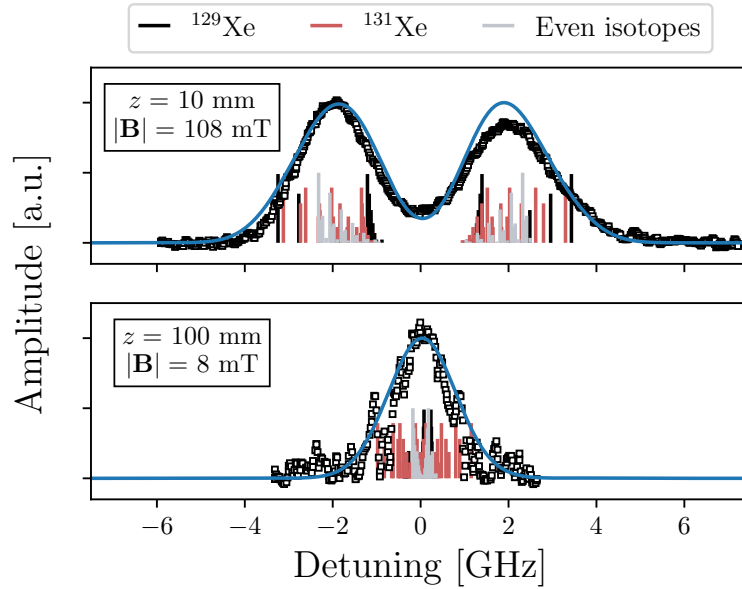 ¹²⁹Xe ¹³¹Xe Even isotopes
z = 10 mm
|B| = 108 mT
z = 100 mm
|B| = 8 mT
Amplitude [a.u.]
−6 −4 −2 0 2 4 6
Detuning [GHz]